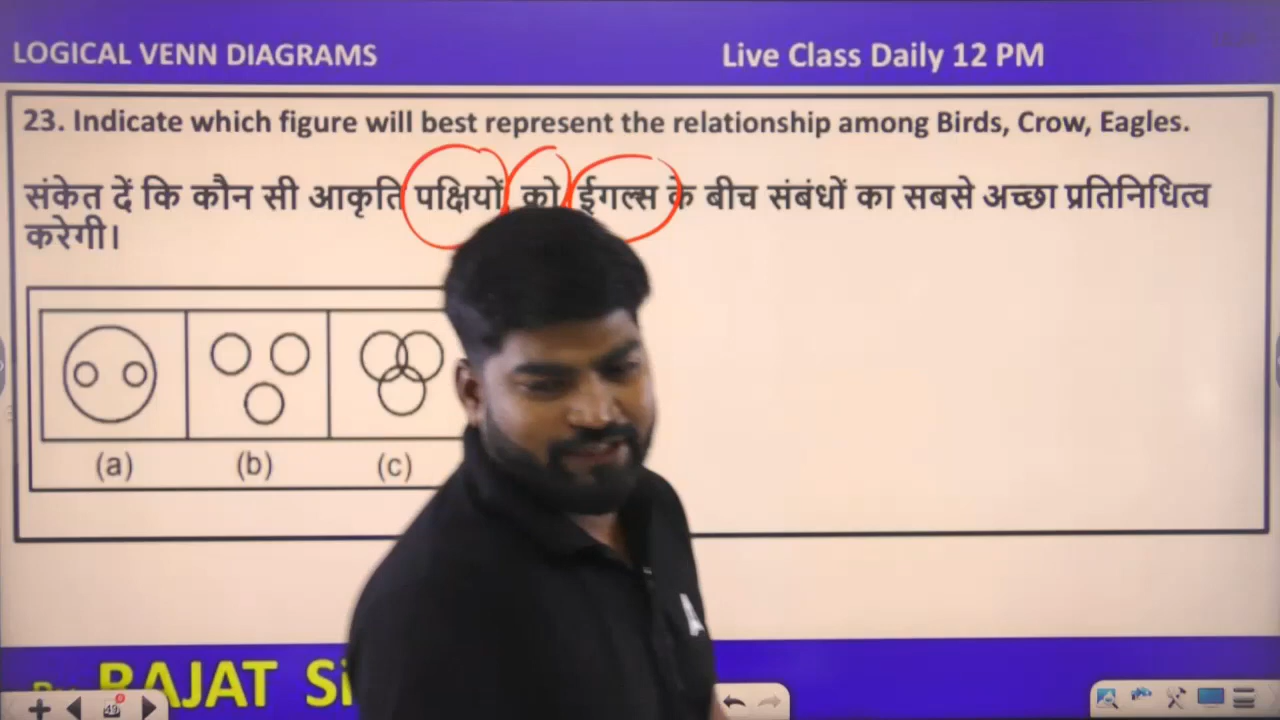 LOGICAL VENN DIAGRAMS
Live Class Daily 12 PM
23. Indicate which figure will best represent the relationship among Birds, Crow, Eagles.
संकेत दें कि कौन सी आकृति पक्षियों को ईगल्स के बीच संबंधों का सबसे अच्छा प्रतिनिधित्व
करेगी।
(a) (b) (c)
RAJAT
49